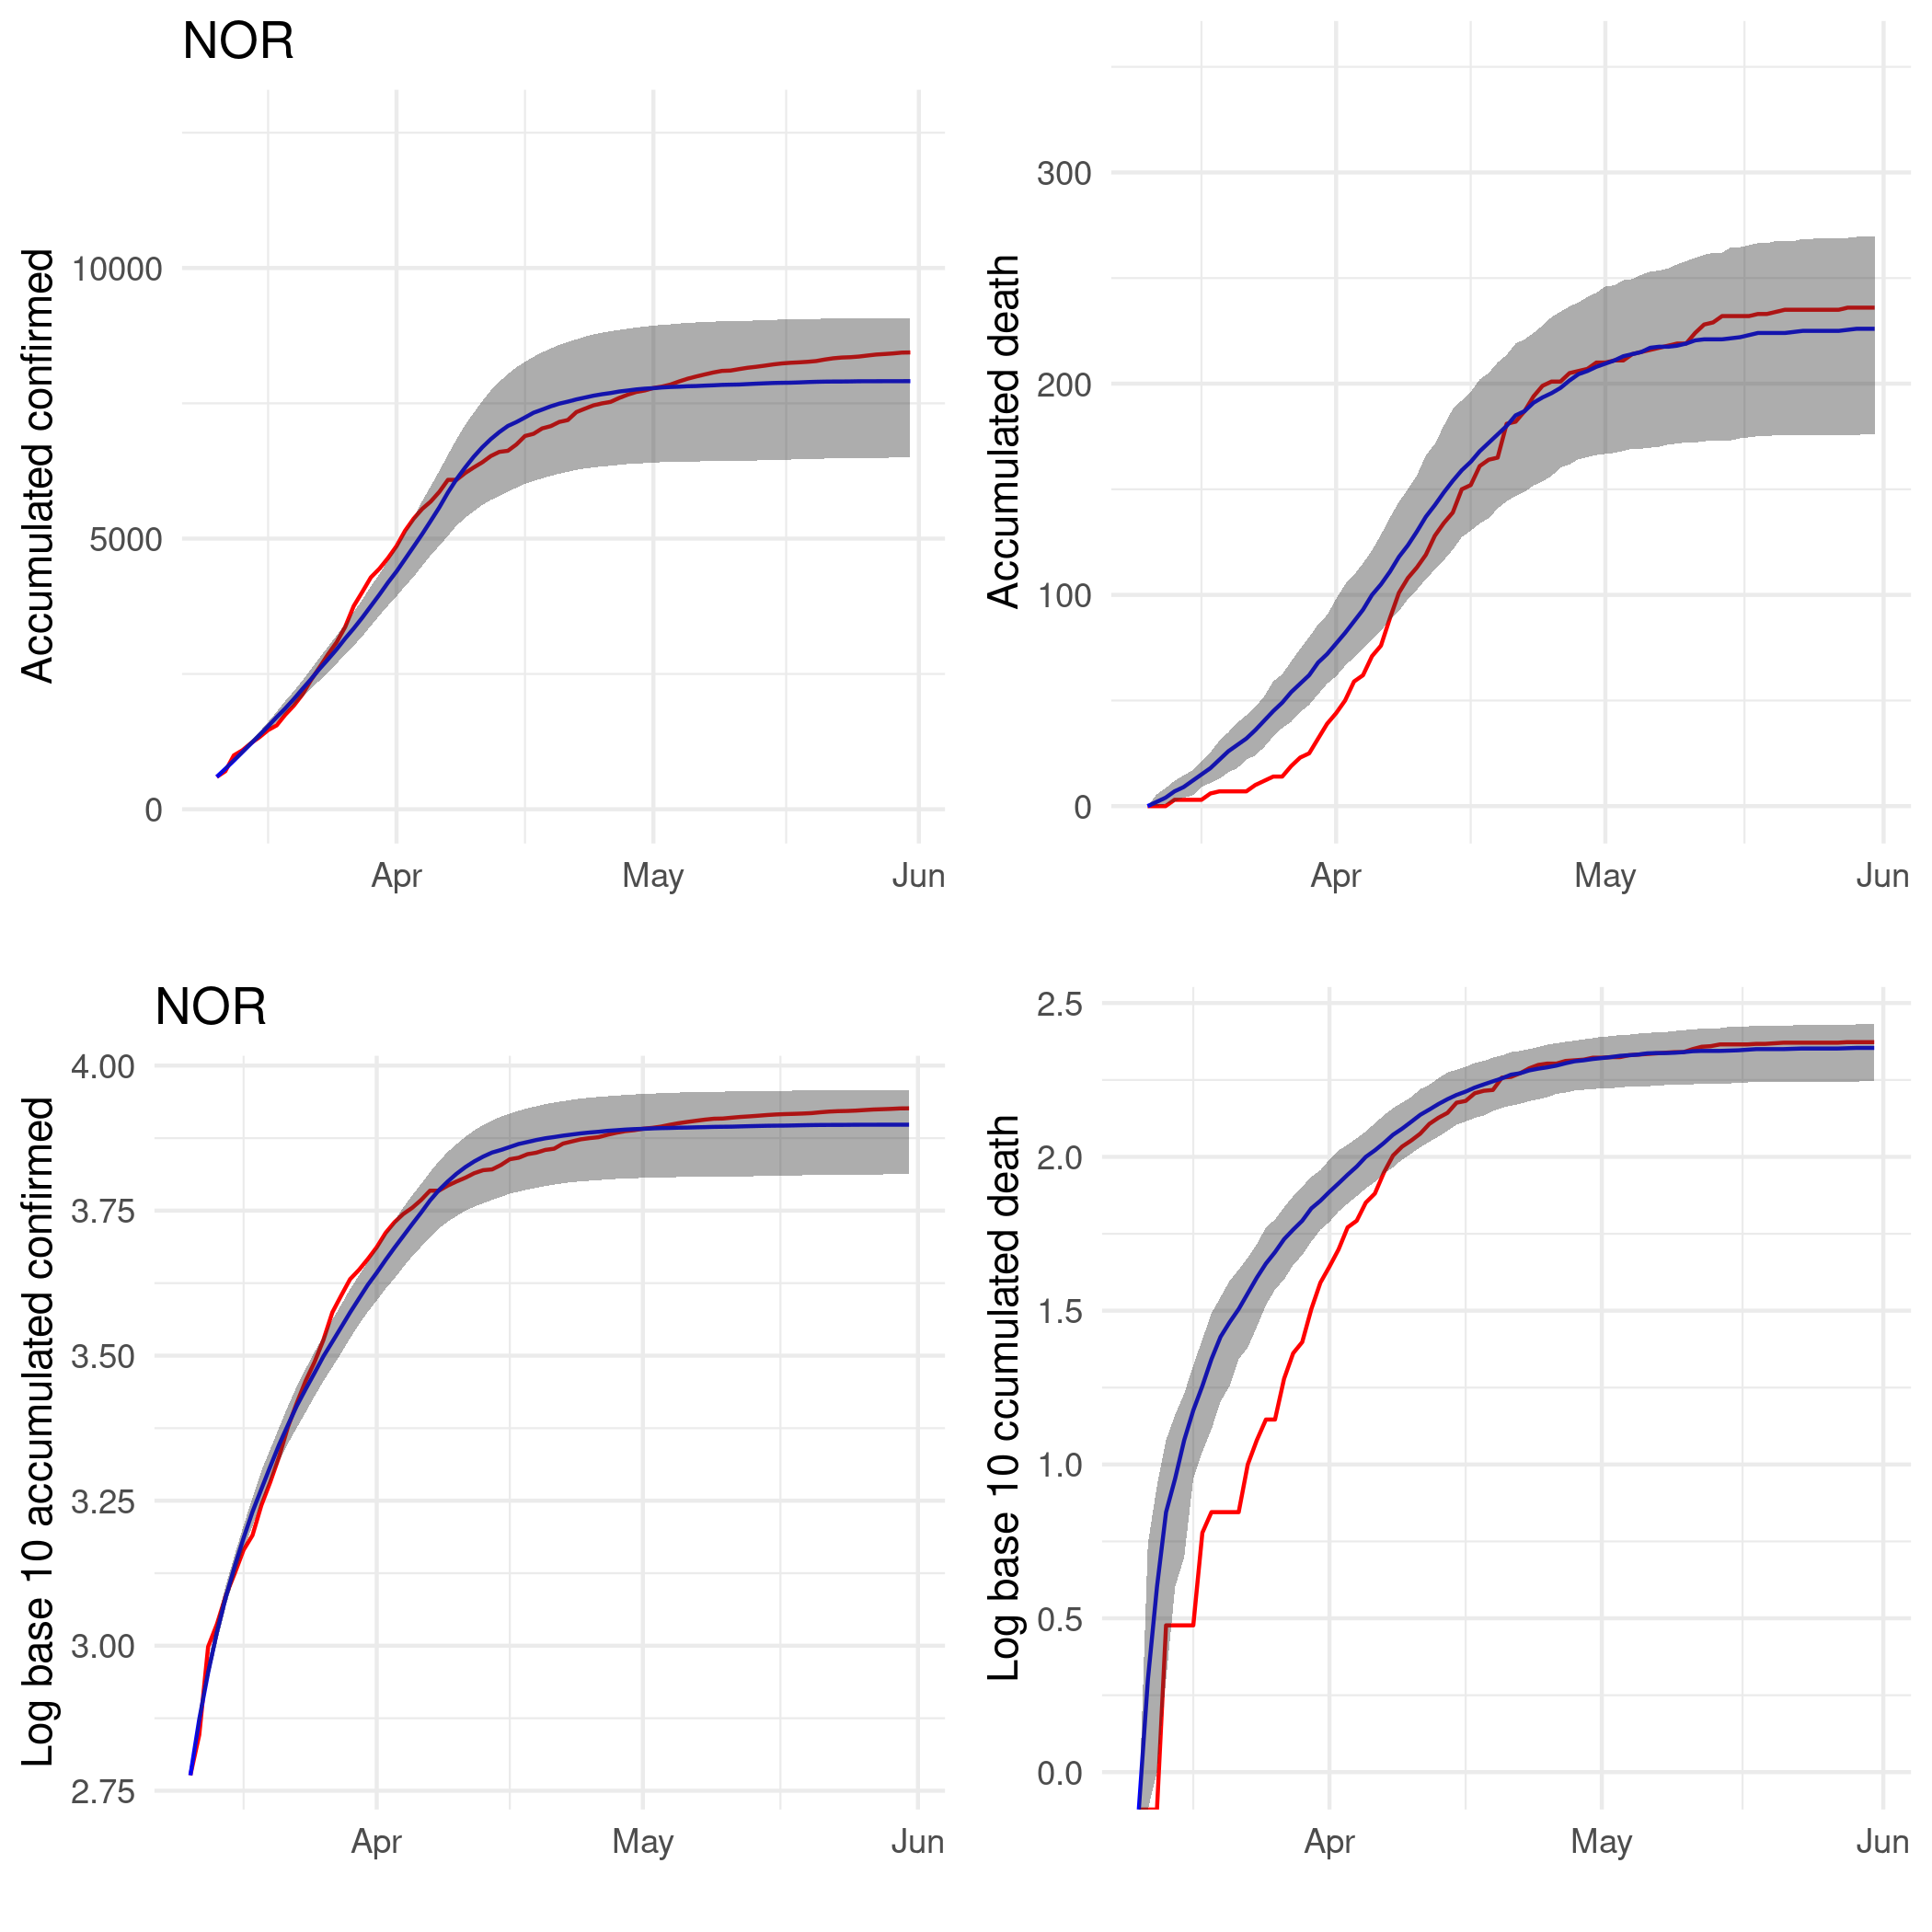 NOR
Accumulated confirmed
10000
5000
0
Apr May Jun
Accumulated death
300
200
100
0
Apr May Jun
NOR
Log base 10 accumulated confirmed
4.00
3.75
3.50
3.25
3.00
2.75
Apr May Jun
Log base 10 ccumulated death
2.5
2.0
1.5
1.0
0.5
0.0
Apr May Jun